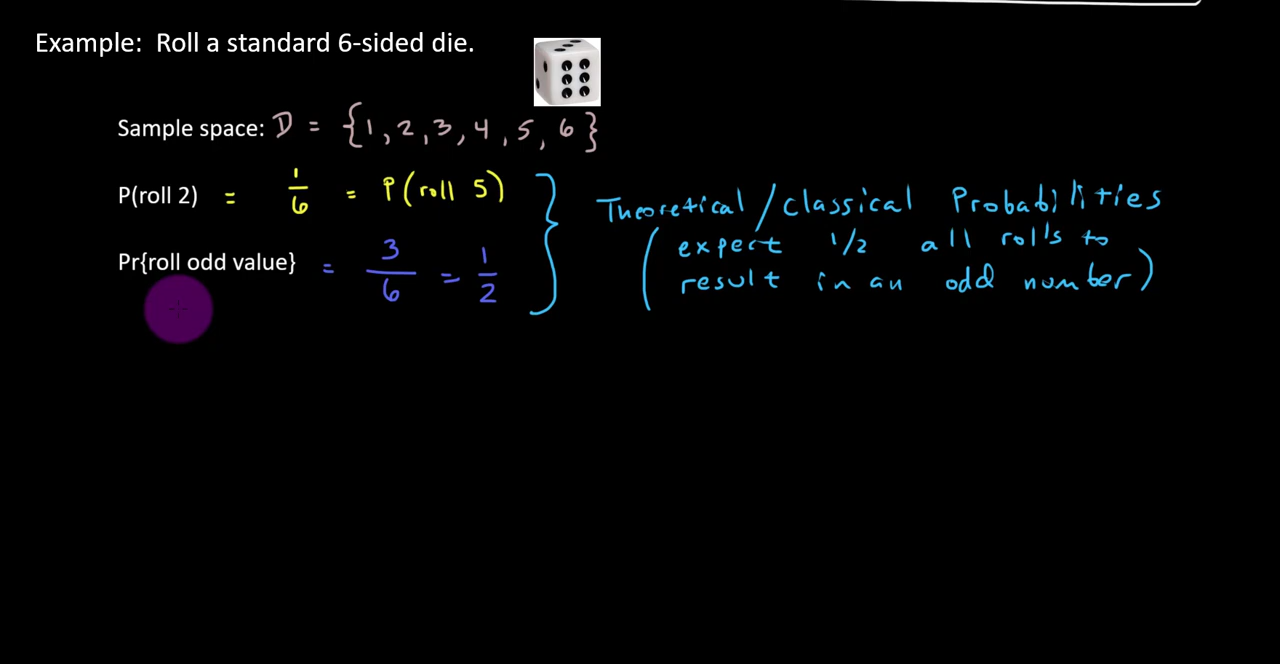 Example: Roll a standard 6-sided die.
Sample space: D = {1, 2, 3, 4, 5, 6}
P(roll 2) = 1/6 = P(roll 5)
Theoretical/Classical Probabilities
(expect 1/2 all rolls to
result in an odd number)
Pr{roll odd value} = 3/6 = 1/2